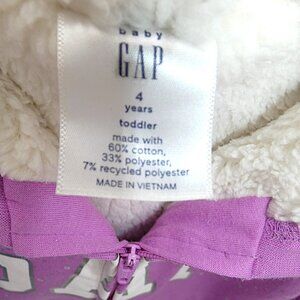 baby
GAP
4
years
toddler
made with
60% cotton,
33% polyester,
7% recycled polyester
MADE IN VIETNAM